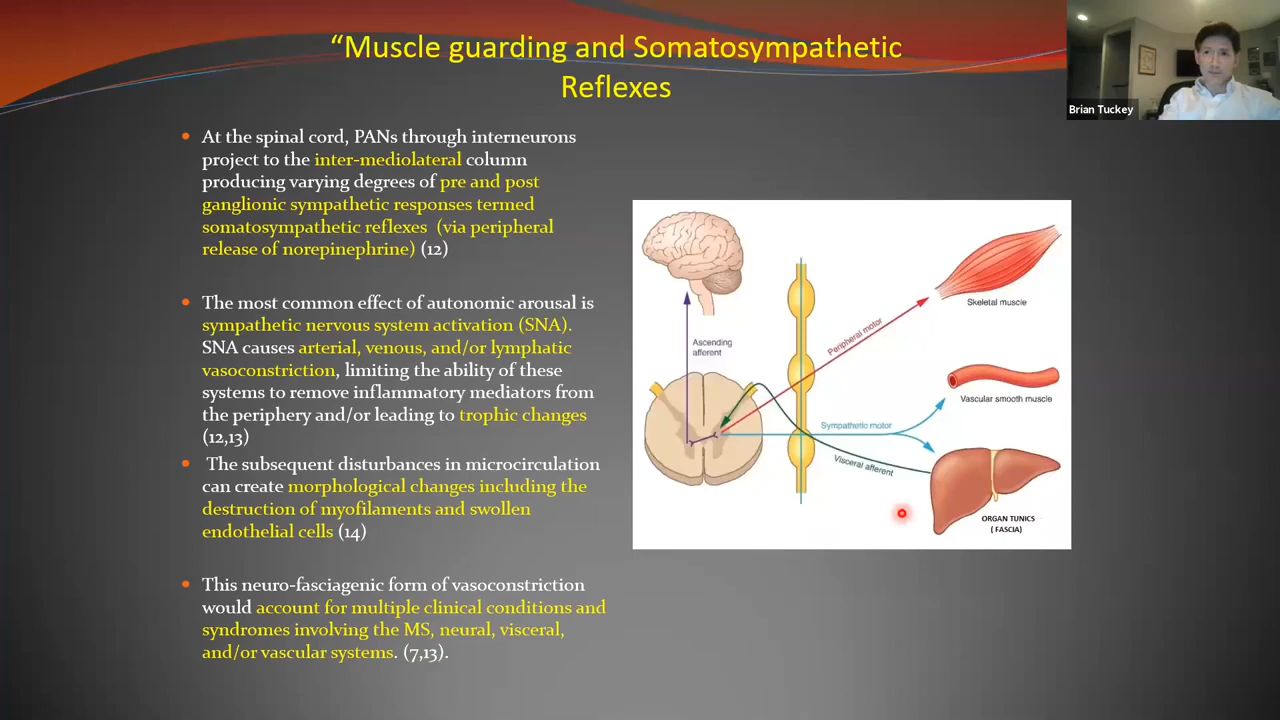 “Muscle guarding and Somatosympathetic
Reflexes
Brian Tuckey
At the spinal cord, PANs through interneurons
project to the inter-mediolateral column
producing varying degrees of pre and post
ganglionic sympathetic responses termed
somatosympathetic reflexes (via peripheral
release of norepinephrine) (12)
The most common effect of autonomic arousal is
sympathetic nervous system activation (SNA).
SNA causes arterial, venous, and/or lymphatic
vasoconstriction, limiting the ability of these
systems to remove inflammatory mediators from
the periphery and/or leading to trophic changes
(12,13)
The subsequent disturbances in microcirculation
can create morphological changes including the
destruction of myofilaments and swollen
endothelial cells (14)
This neuro-fasciagenic form of vasoconstriction
would account for multiple clinical conditions and
syndromes involving the MS, neural, visceral,
and/or vascular systems. (7,13).
Skeletal muscle
Peripheral motor
Ascending
afferent
Vascular smooth muscle
Sympathetic motor
Visceral afferent
ORGAN TUNICS
( FASCIA)